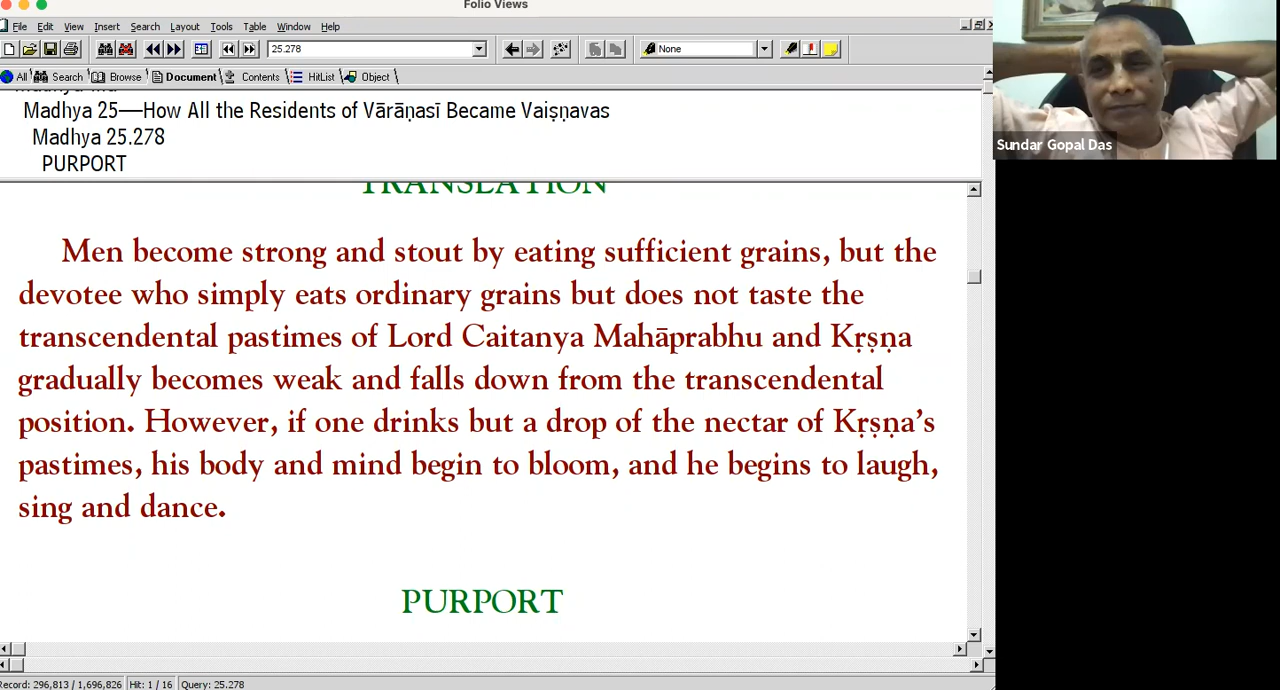 Folio Views
File Edit View Insert Search Layout Tools Table Window Help
25.278
None
All Search Browse Document Contents HitList Object
Madhya 25—How All the Residents of Vārāṇasī Became Vaiṣṇavas
Madhya 25.278
PURPORT
TRANSLATION
Men become strong and stout by eating sufficient grains, but the
devotee who simply eats ordinary grains but does not taste the
transcendental pastimes of Lord Caitanya Mahāprabhu and Kṛṣṇa
gradually becomes weak and falls down from the transcendental
position. However, if one drinks but a drop of the nectar of Kṛṣṇa's
pastimes, his body and mind begin to bloom, and he begins to laugh,
sing and dance.
PURPORT
Record: 296,813 / 1,696,826 Hit: 1 / 16 Query: 25.278
Sundar Gopal Das